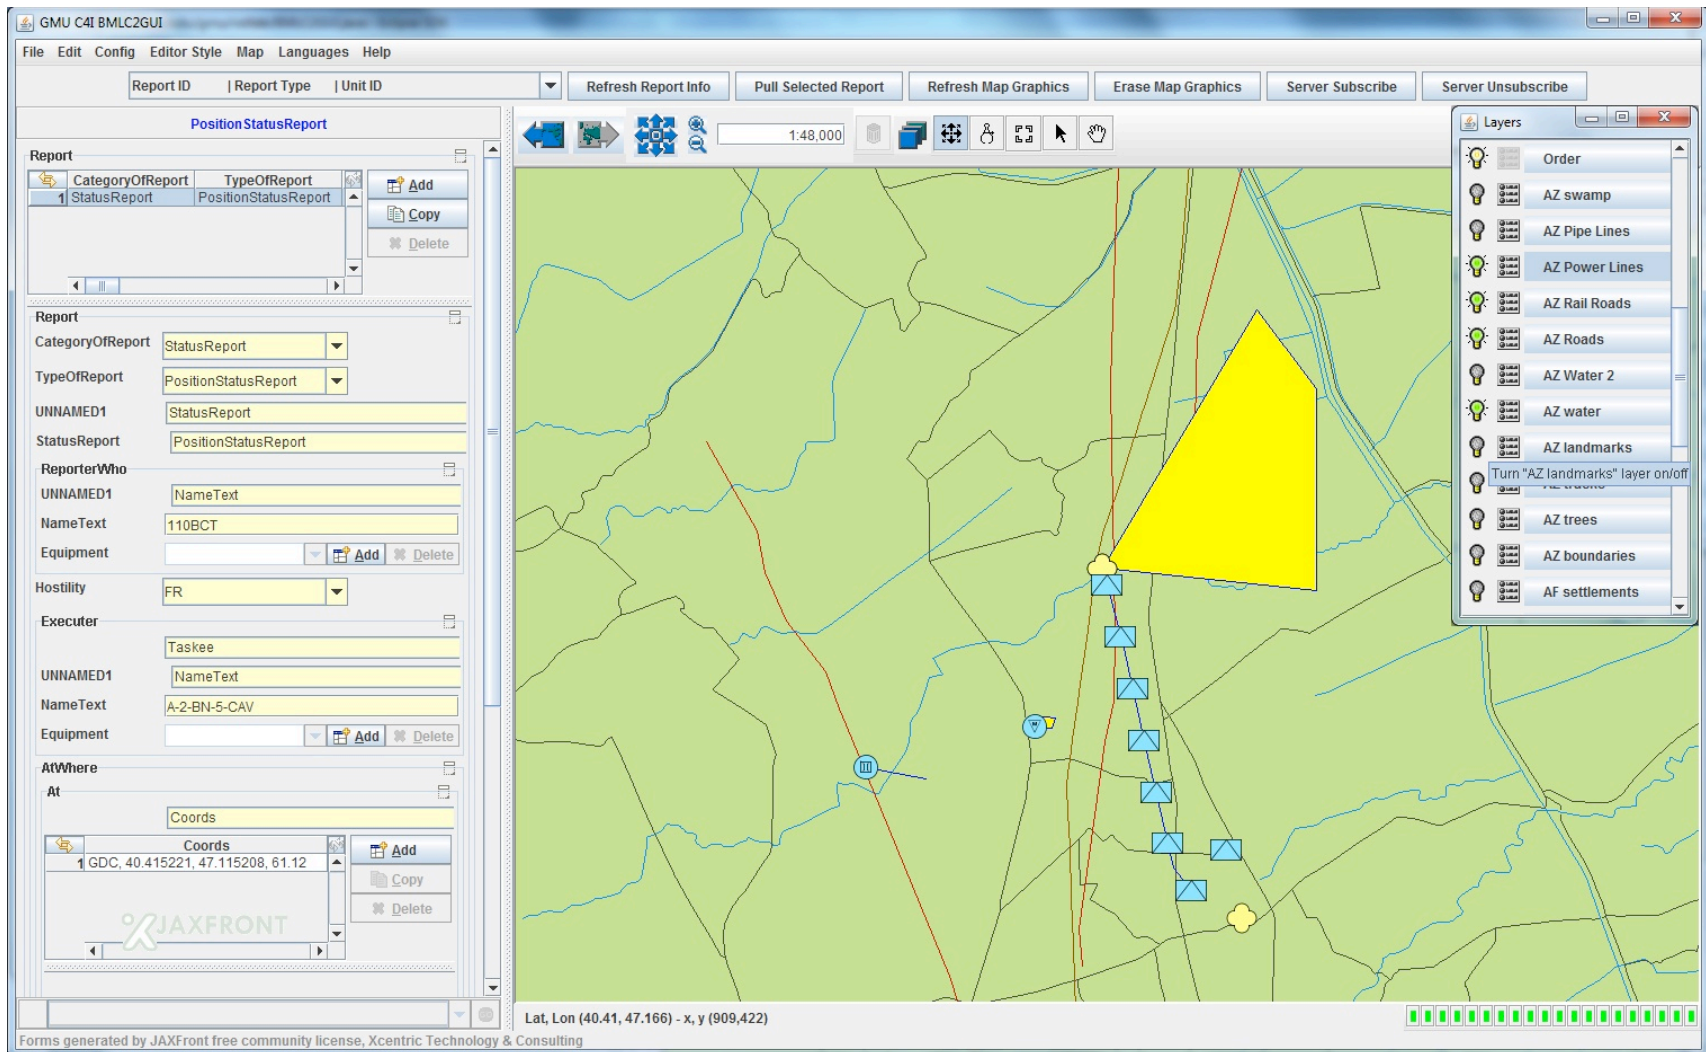 GMU C4I BMLC2GUI
File Edit Config Editor Style Map Languages Help
Report ID | Report Type | Unit ID
Refresh Report Info Pull Selected Report Refresh Map Graphics Erase Map Graphics Server Subscribe Server Unsubscribe
PositionStatusReport
Report
CategoryOfReport TypeOfReport
1 StatusReport PositionStatusReport
Add
Copy
Delete
Report
CategoryOfReport StatusReport
TypeOfReport PositionStatusReport
UNNAMED1 StatusReport
StatusReport PositionStatusReport
ReporterWho
UNNAMED1 NameText
NameText 110BCT
Equipment Add Delete
Hostility FR
Executer
Taskee
UNNAMED1 NameText
NameText A-2-BN-5-CAV
Equipment Add Delete
AtWhere
At
Coords
Coords
1 GDC, 40.415221, 47.115208, 61.12
Add
Copy
Delete
JAXFRONT
1:48,000
Layers
Order
AZ swamp
AZ Pipe Lines
AZ Power Lines
AZ Rail Roads
AZ Roads
AZ Water 2
AZ water
AZ landmarks
Turn "AZ landmarks" layer on/off
AZ trees
AZ boundaries
AF settlements
Lat, Lon (40.41, 47.166) - x, y (909,422)
Forms generated by JAXFront free community license, Xcentric Technology & Consulting